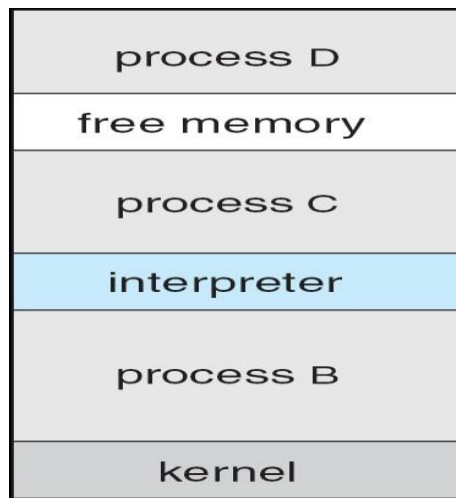 process D
free memory
process C
interpreter
process B
kernel